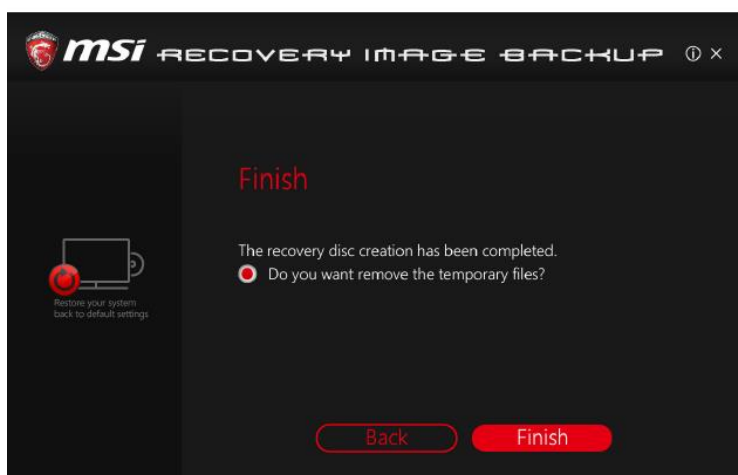 msi RECOVERY IMAGE BACKUP
Finish
The recovery disc creation has been completed.
Do you want remove the temporary files?
Restore your system
back to default settings
Back
Finish